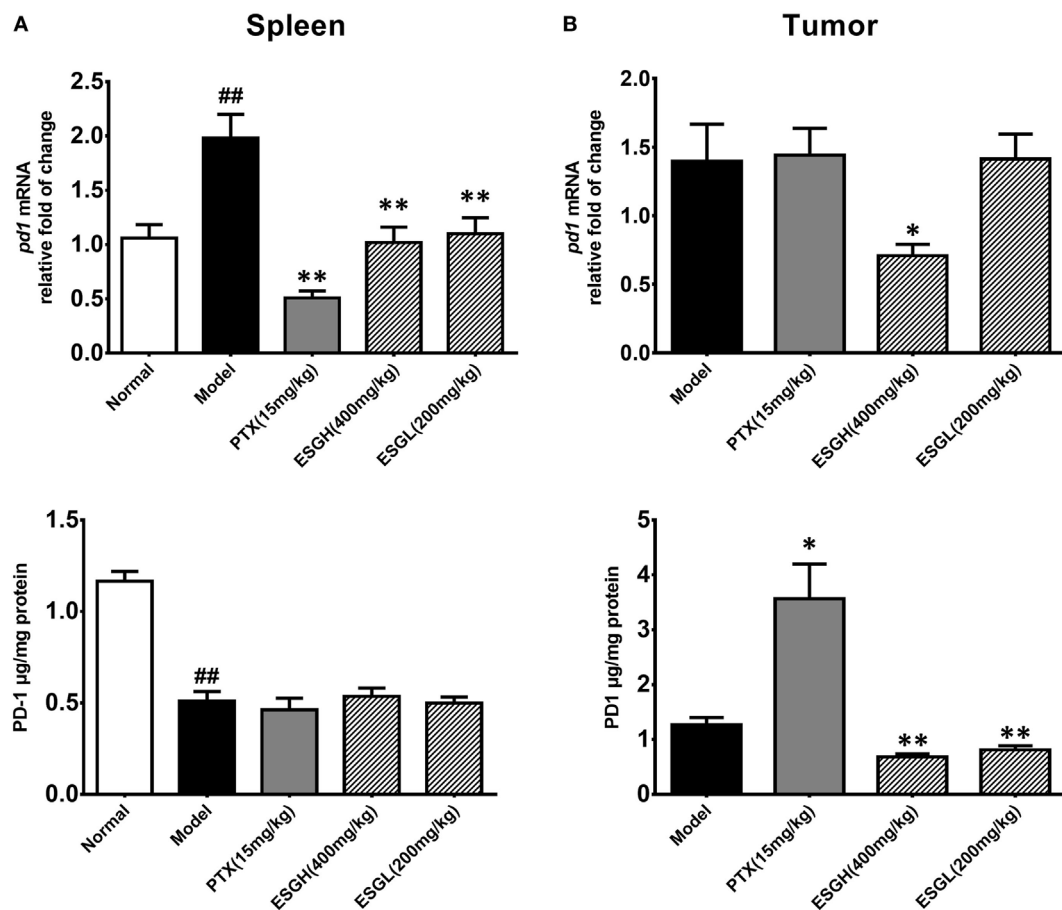 A
Spleen
B
Tumor
pd1 mRNA
relative fold of change
2.5
2.0
1.5
1.0
0.5
0.0
##
**
**
**
Normal
Model
PTX(15mg/kg)
ESGH(400mg/kg)
ESGL(200mg/kg)
pd1 mRNA
relative fold of change
2.0
1.5
1.0
0.5
0.0
*
Model
PTX(15mg/kg)
ESGH(400mg/kg)
ESGL(200mg/kg)
PD-1 μg/mg protein
1.5
1.0
0.5
0.0
##
Normal
Model
PTX(15mg/kg)
ESGH(400mg/kg)
ESGL(200mg/kg)
PD1 μg/mg protein
5
4
3
2
1
0
*
**
**
Model
PTX(15mg/kg)
ESGH(400mg/kg)
ESGL(200mg/kg)